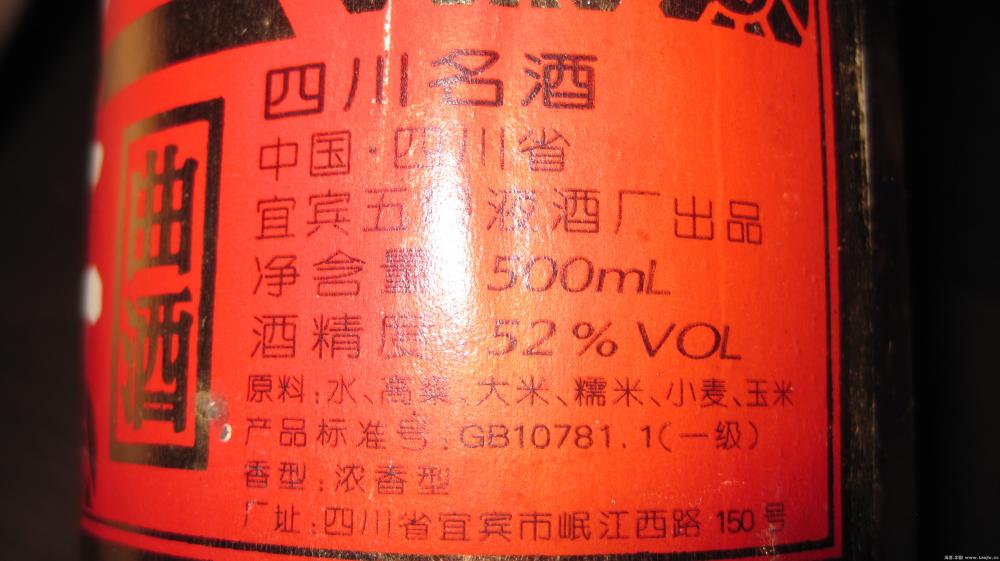 曲酒
四川名酒
中国·四川省
宜宾五 液酒厂出品
净含量 500mL
酒精度 52%VOL
原料:水、高粱、大米、糯米、小麦、玉米
产品标准号:GB10781.1(一级)
香型:浓香型
厂址:四川省宜宾市岷江西路150号